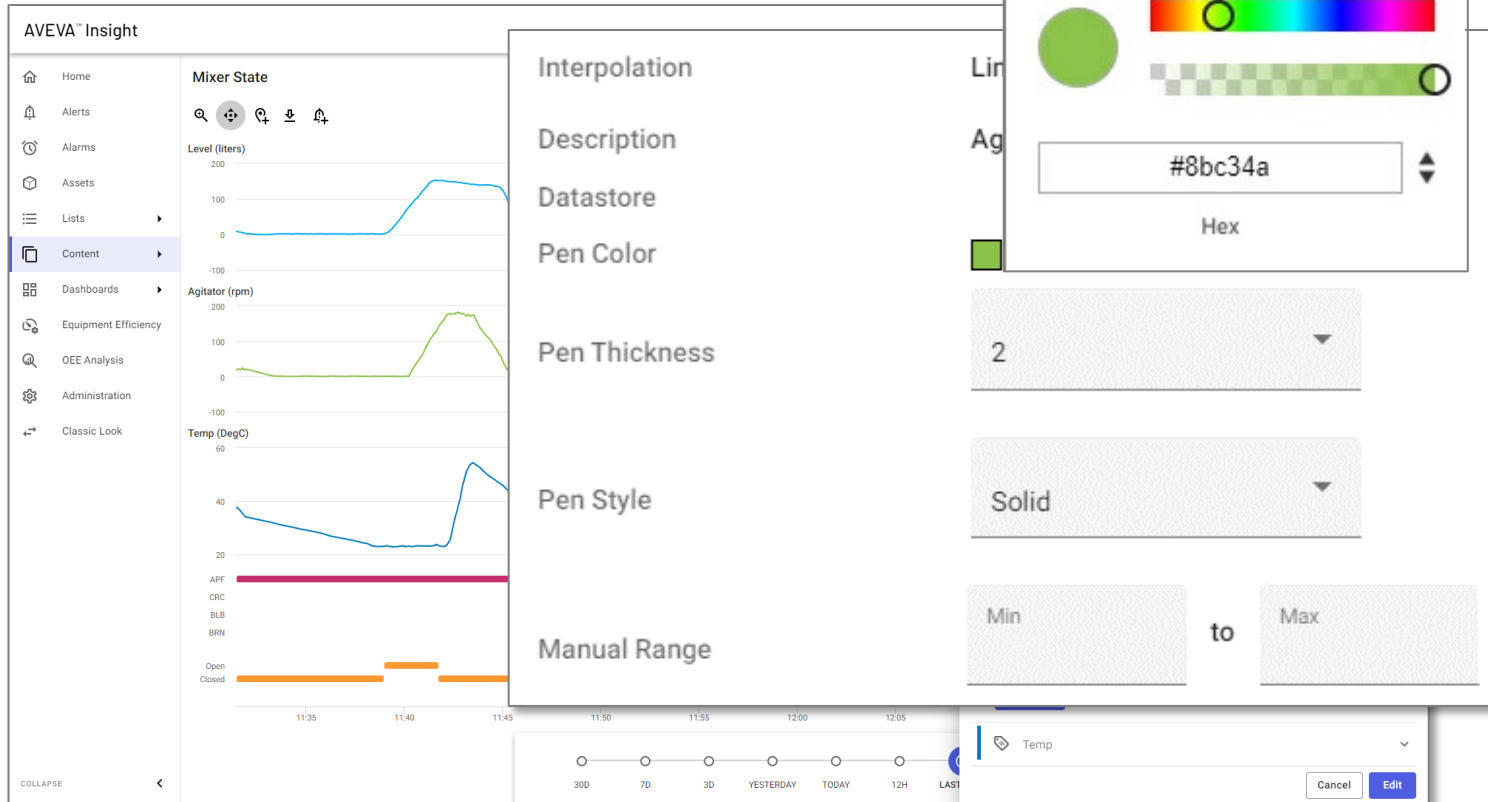 AVEVA™ Insight
Home
Alerts
Alarms
Assets
Lists
Content
Dashboards
Equipment Efficiency
OEE Analysis
Administration
Classic Look
COLLAPSE
Mixer State
Level (liters)
200
100
0
-100
Agitator (rpm)
200
100
0
-100
Temp (DegC)
60
40
20
APF
CRC
BLB
BRN
Open
Closed
11:35 11:40 11:45 11:50 11:55 12:00 12:05
30D 7D 3D YESTERDAY TODAY 12H LAST
Interpolation Lin
Description Ag
Datastore
Pen Color
Pen Thickness 2
Pen Style Solid
Manual Range Min to Max
#8bc34a
Hex
Temp
Cancel Edit